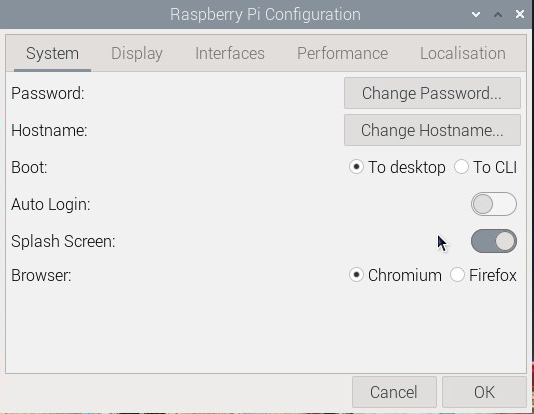 Raspberry Pi Configuration
System Display Interfaces Performance Localisation
Password: Change Password...
Hostname: Change Hostname...
Boot: To desktop To CLI
Auto Login:
Splash Screen:
Browser: Chromium Firefox
Cancel OK